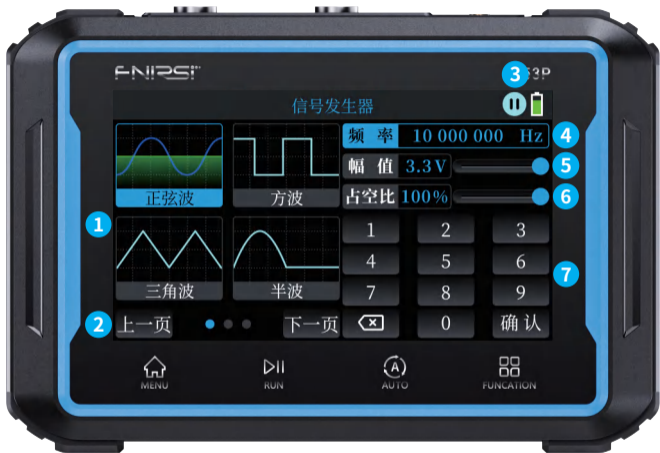 FNIRSI
3 3P
信号发生器
频 率 10 000 000 Hz 4
幅 值 3.3V 5
占空比 100% 6
正弦波 方波
1
1 2 3
4 5 6
7
三角波 半波
7 8 9
2 上一页 下一页 0 确认
MENU RUN AUTO FUNCATION
A